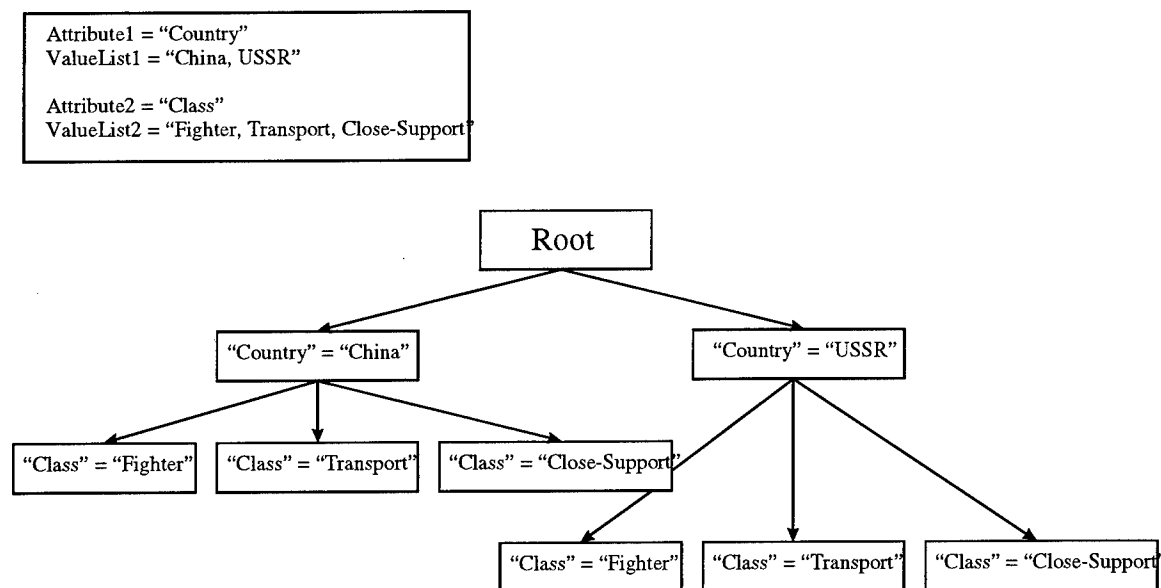 Attribute1 = “Country”
ValueList1 = “China, USSR”
Attribute2 = “Class”
ValueList2 = “Fighter, Transport, Close-Support”
Root
“Country” = “China”
“Country” = “USSR”
“Class” = “Fighter”
“Class” = “Transport”
“Class” = “Close-Support”
“Class” = “Fighter”
“Class” = “Transport”
“Class” = “Close-Support”